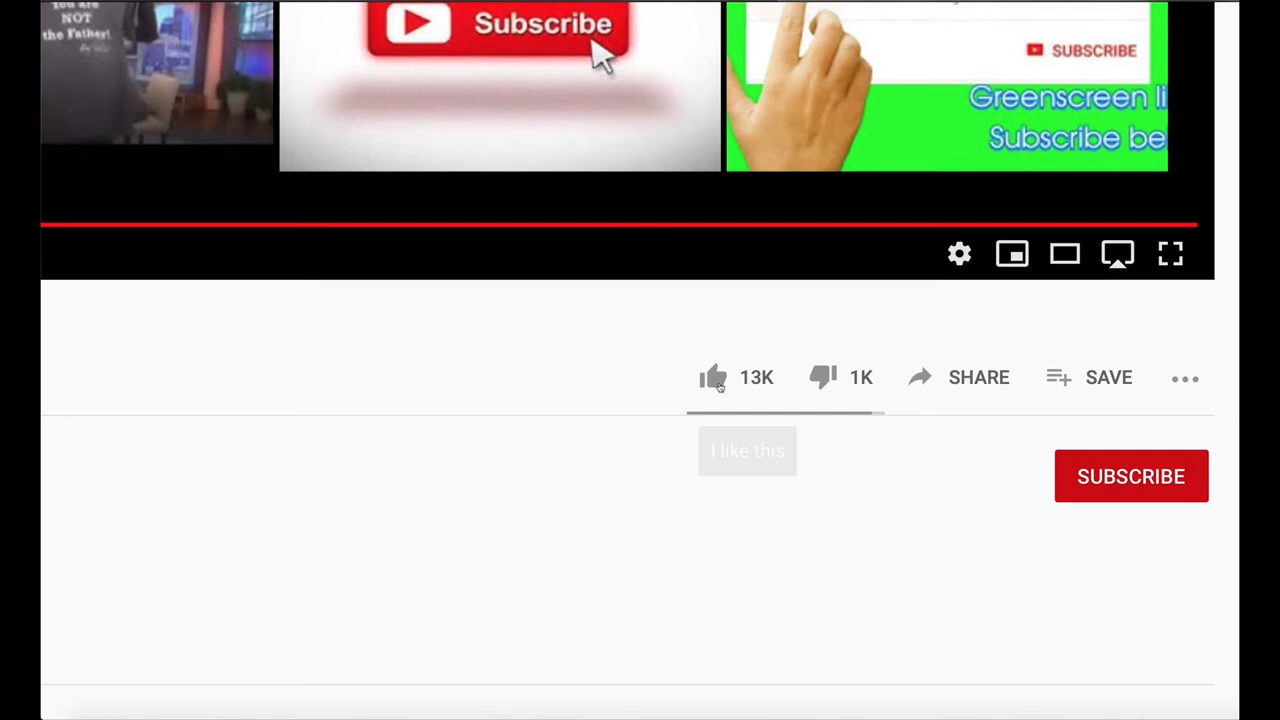 You are
NOT
the Father!
Subscribe
SUBSCRIBE
Greenscreen li
Subscribe be
13K
1K
SHARE
SAVE
I like this
SUBSCRIBE